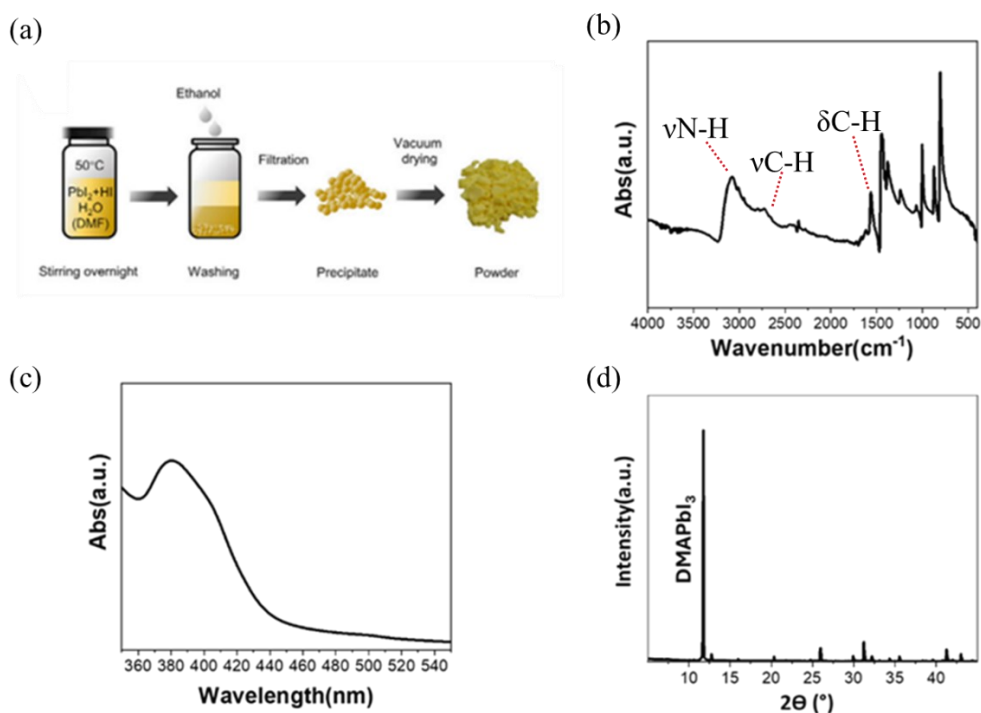 (a)
Ethanol
50°C
PbI₂+HI
H₂O
(DMF)
Filtration
Vacuum
drying
Stirring overnight
Washing
Precipitate
Powder
(b)
Abs(a.u.)
νN-H
νC-H
δC-H
4000 3500 3000 2500 2000 1500 1000 500
Wavenumber(cm⁻¹)
(c)
Abs(a.u.)
360 380 400 420 440 460 480 500 520 540
Wavelength(nm)
(d)
Intensity(a.u.)
DMAPbI₃
10 15 20 25 30 35 40
2Θ (°)